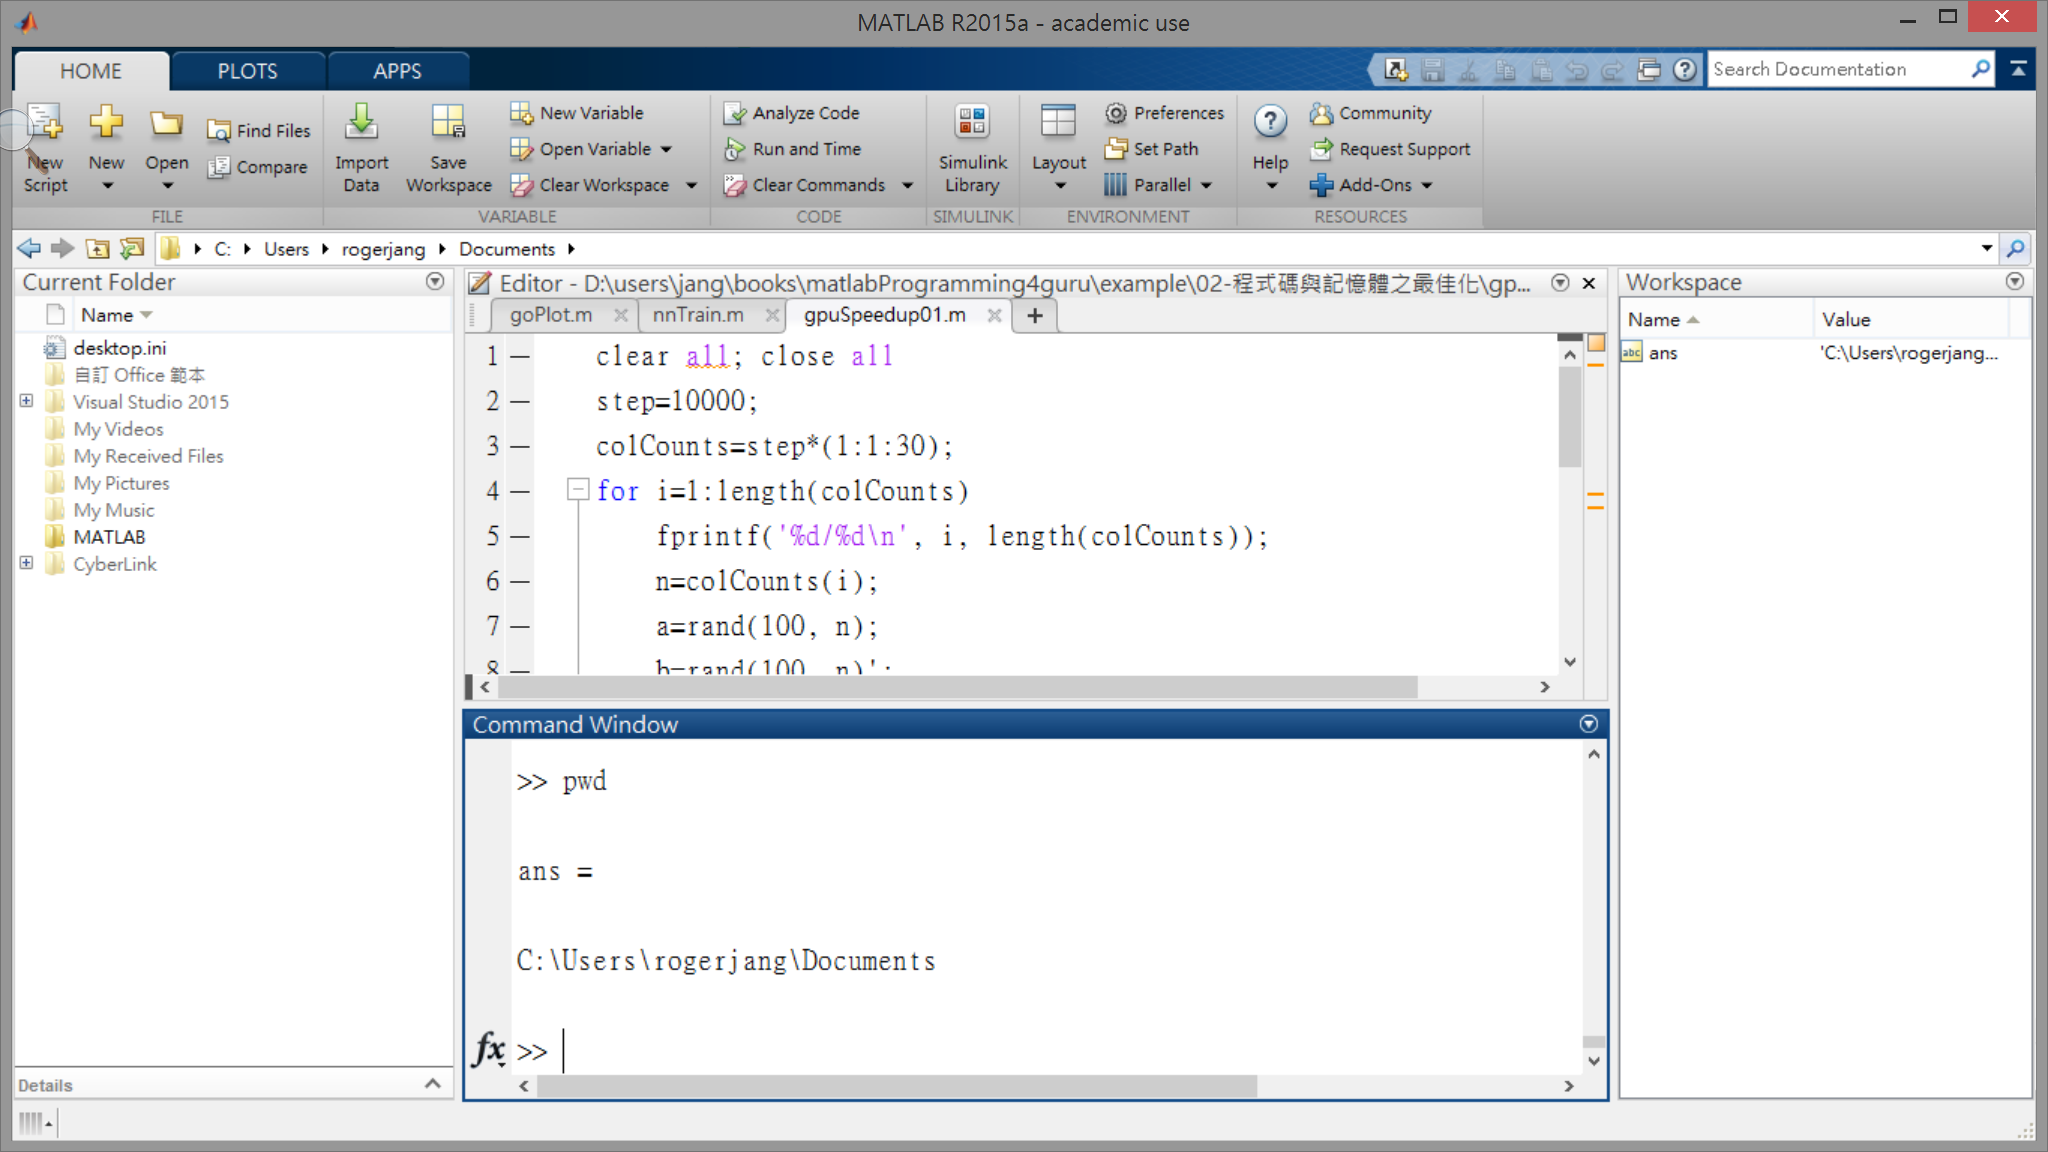 MATLAB R2015a - academic use
HOME
PLOTS
APPS
Search Documentation
New Script
New
Open
Find Files
Compare
FILE
Import Data
Save Workspace
New Variable
Open Variable
Clear Workspace
VARIABLE
Analyze Code
Run and Time
Clear Commands
CODE
Simulink Library
SIMULINK
Layout
Preferences
Set Path
Parallel
ENVIRONMENT
Help
Community
Request Support
Add-Ons
RESOURCES
C: Users rogerjang Documents
Current Folder
Name
desktop.ini
自訂 Office 範本
Visual Studio 2015
My Videos
My Received Files
My Pictures
My Music
MATLAB
CyberLink
Details
Editor - D:\users\jang\books\matlabProgramming4guru\example\02-程式碼與記憶體之最佳化\gp...
goPlot.m
nnTrain.m
gpuSpeedup01.m
1 clear all; close all
2 step=10000;
3 colCounts=step*(1:1:30);
4 for i=1:length(colCounts)
5 fprintf('%d/%d\n', i, length(colCounts));
6 n=colCounts(i);
7 a=rand(100, n);
8 b=rand(100, n)';
Command Window
>> pwd
ans =
C:\Users\rogerjang\Documents
fx >>
Workspace
Name Value
abc ans 'C:\Users\rogerjang...